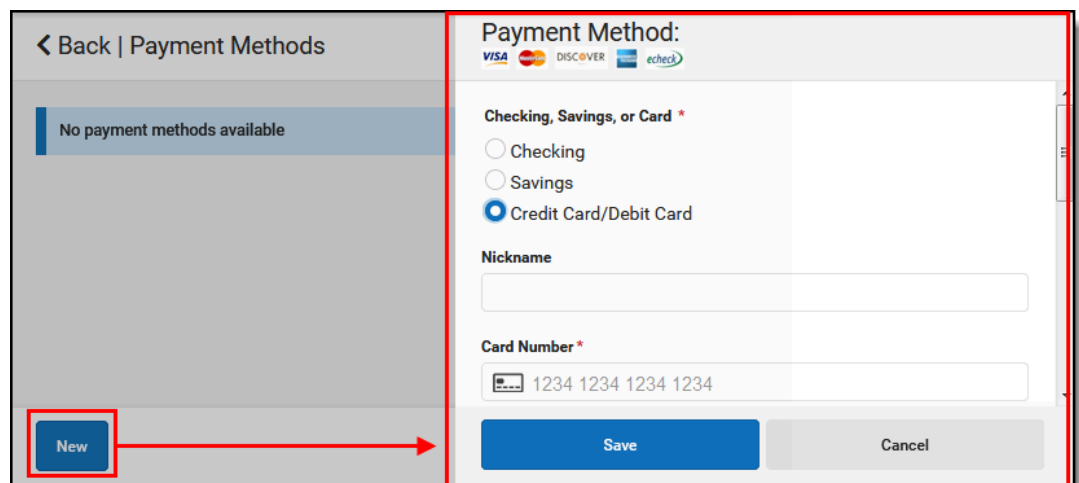 Back | Payment Methods
No payment methods available
New
Payment Method:
VISA MasterCard DISCOVER echeck
Checking, Savings, or Card *
Checking
Savings
Credit Card/Debit Card
Nickname
Card Number *
1234 1234 1234 1234
Save Cancel